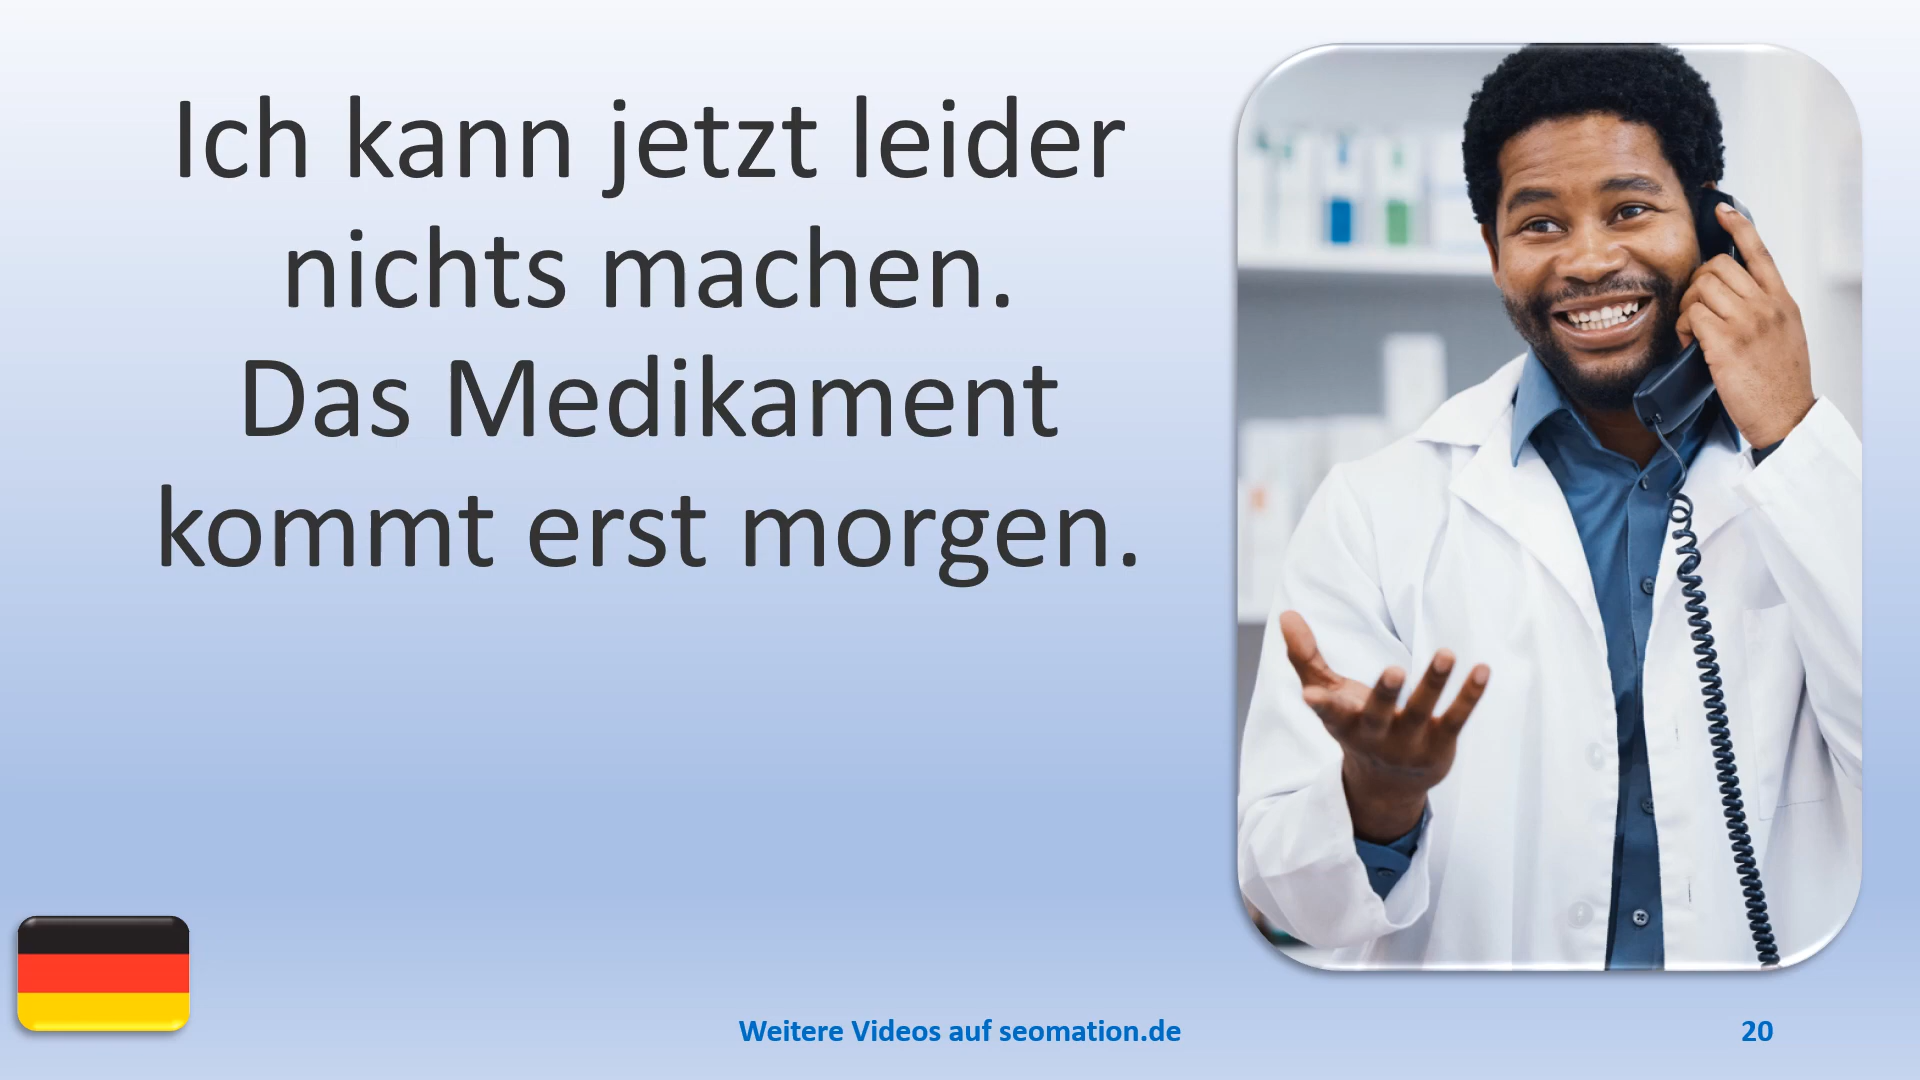 Ich kann jetzt leider
nichts machen.
Das Medikament
kommt erst morgen.
Weitere Videos auf seomation.de
20